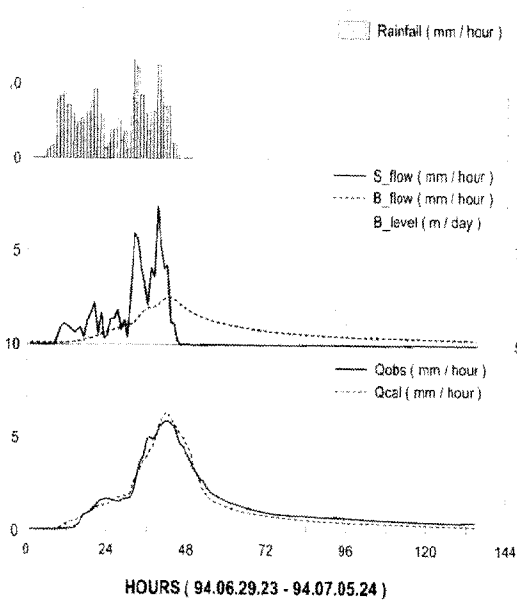 Rainfall ( mm / hour )
,0
0
S_flow ( mm / hour )
B_flow ( mm / hour )
B_level ( m / day )
5
10
Qobs ( mm / hour )
Qcal ( mm / hour )
5
0
0 24 48 72 96 120 144
HOURS ( 94.06.29.23 - 94.07.05.24 )